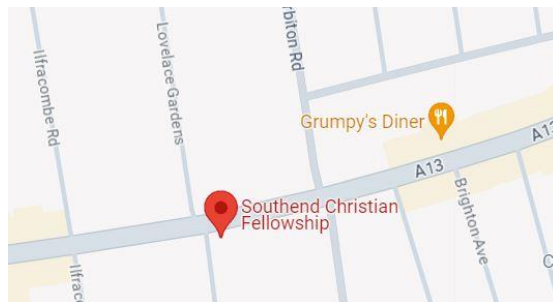 Ilfracombe Rd
Lovelace Gardens
rbiton Rd
Grumpy's Diner
A13
A13
Southend Christian
Fellowship
Brighton Ave
Ilfrac
C